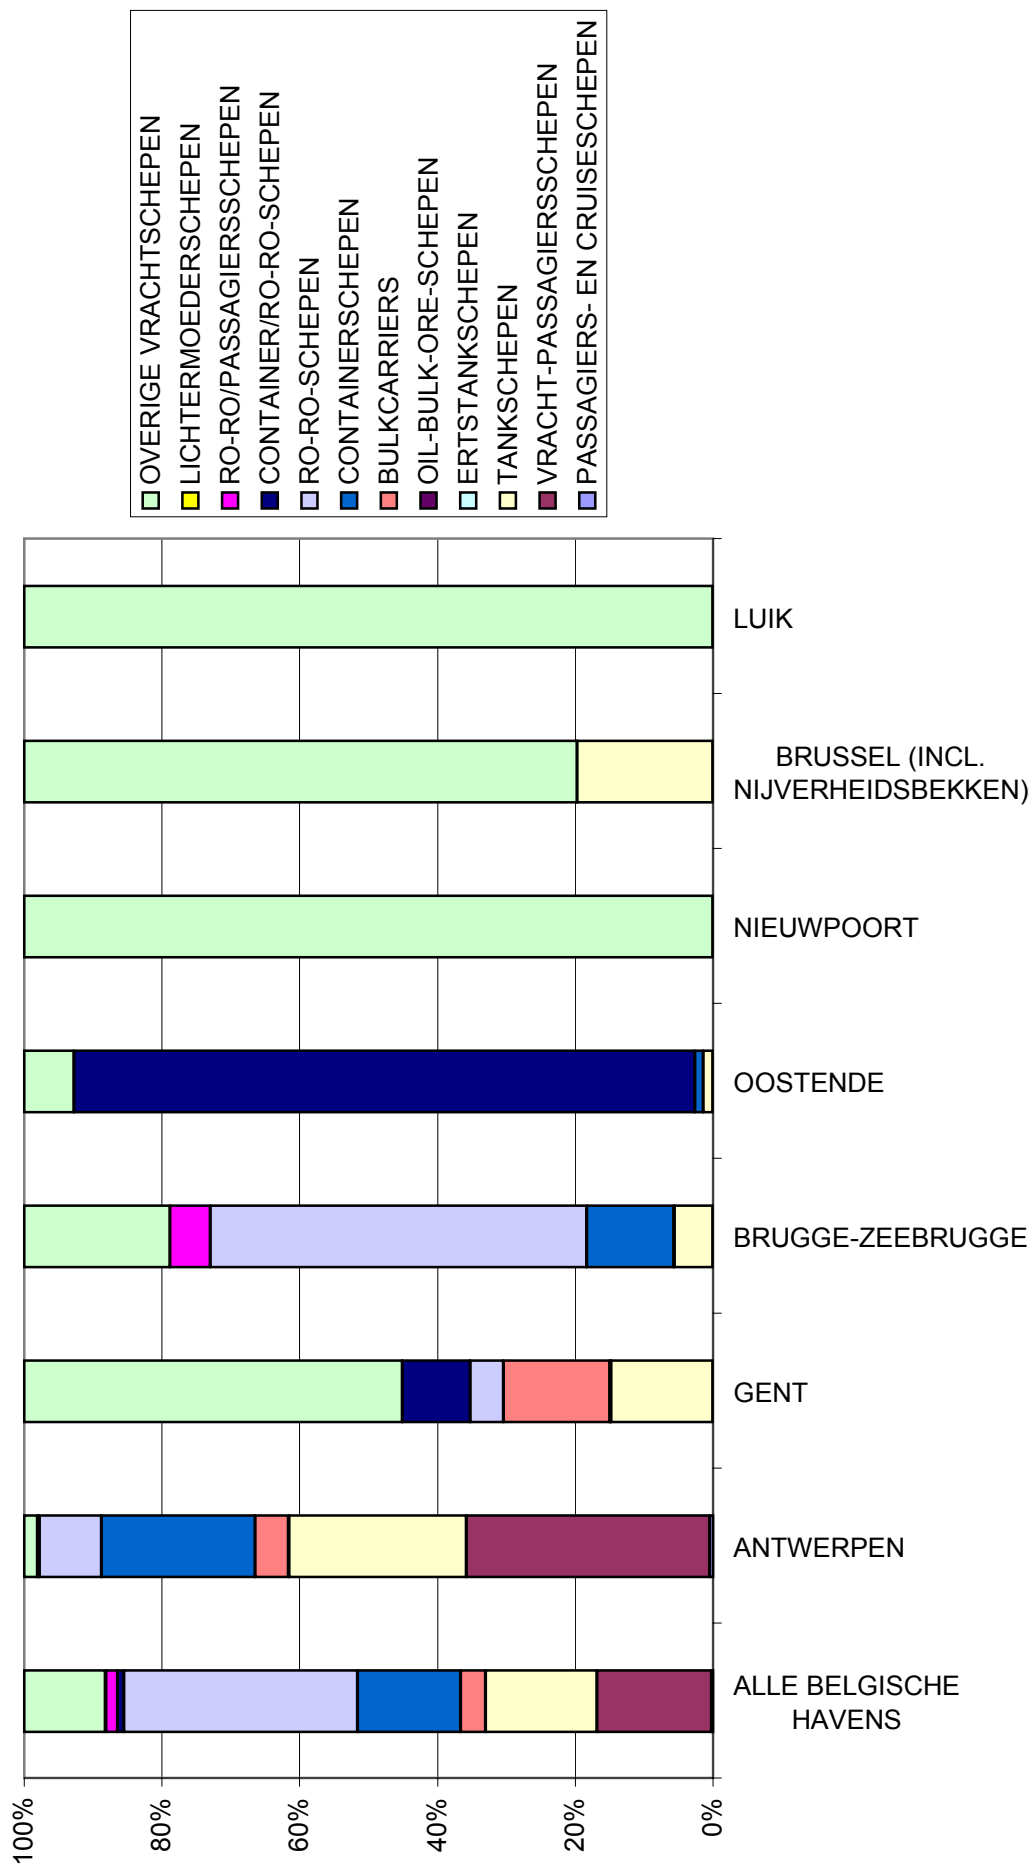 OVERIGE VRACHTSCHEPEN
LICHTERMOEDERSCHEPEN
RO-RO/PASSAGIERSSCHEPEN
CONTAINER/RO-RO-SCHEPEN
RO-RO-SCHEPEN
CONTAINERSCHEPEN
BULKCARRIERS
OIL-BULK-ORE-SCHEPEN
ERTSTANKSCHEPEN
TANKSCHEPEN
VRACHT-PASSAGIERSSCHEPEN
PASSAGIERS- EN CRUISESCHEPEN
LUIK
BRUSSEL (INCL.
NIJVERHEIDSBEKKEN)
NIEUWPOORT
OOSTENDE
BRUGGE-ZEEBRUGGE
GENT
ANTWERPEN
ALLE BELGISCHE
HAVENS
100%
80%
60%
40%
20%
0%